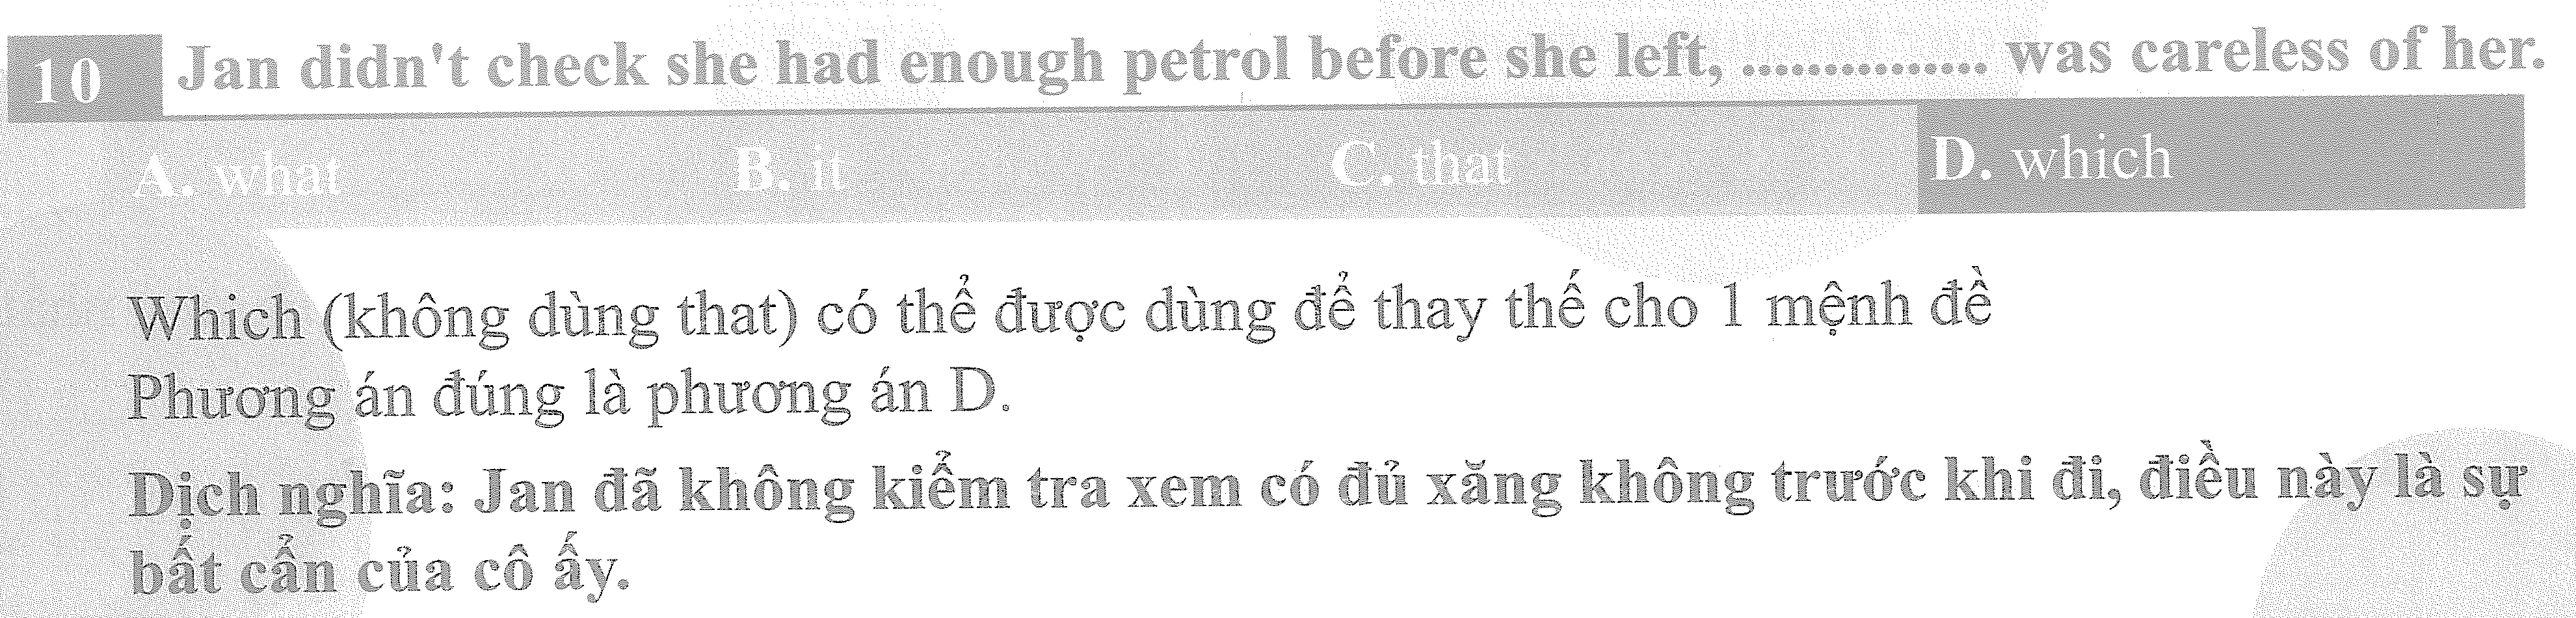 10 Jan didn't check she had enough petrol before she left, .............. was careless of her.
A. what B. it C. that D. which
Which (không dùng that) có thể được dùng để thay thế cho 1 mệnh đề
Phương án đúng là phương án D.
Dịch nghĩa: Jan đã không kiểm tra xem có đủ xăng không trước khi đi, điều này là sự
bất cẩn của cô ấy.